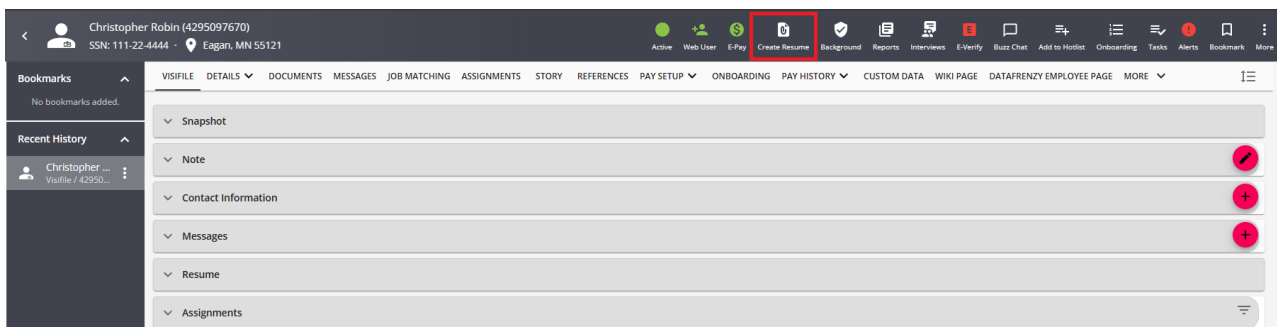 Christopher Robin (4295097670)
SSN: 111-22-4444 · Eagan, MN 55121
Active Web User E-Pay Create Resume Background Reports Interviews E-Verify Buzz Chat Add to Hotlist Onboarding Tasks Alerts Bookmark More
Bookmarks
No bookmarks added.
Recent History
Christopher ...
Visifile / 42950...
VISIFILE DETAILS DOCUMENTS MESSAGES JOB MATCHING ASSIGNMENTS STORY REFERENCES PAY SETUP ONBOARDING PAY HISTORY CUSTOM DATA WIKI PAGE DATAFRENZY EMPLOYEE PAGE MORE
Snapshot
Note
Contact Information
Messages
Resume
Assignments